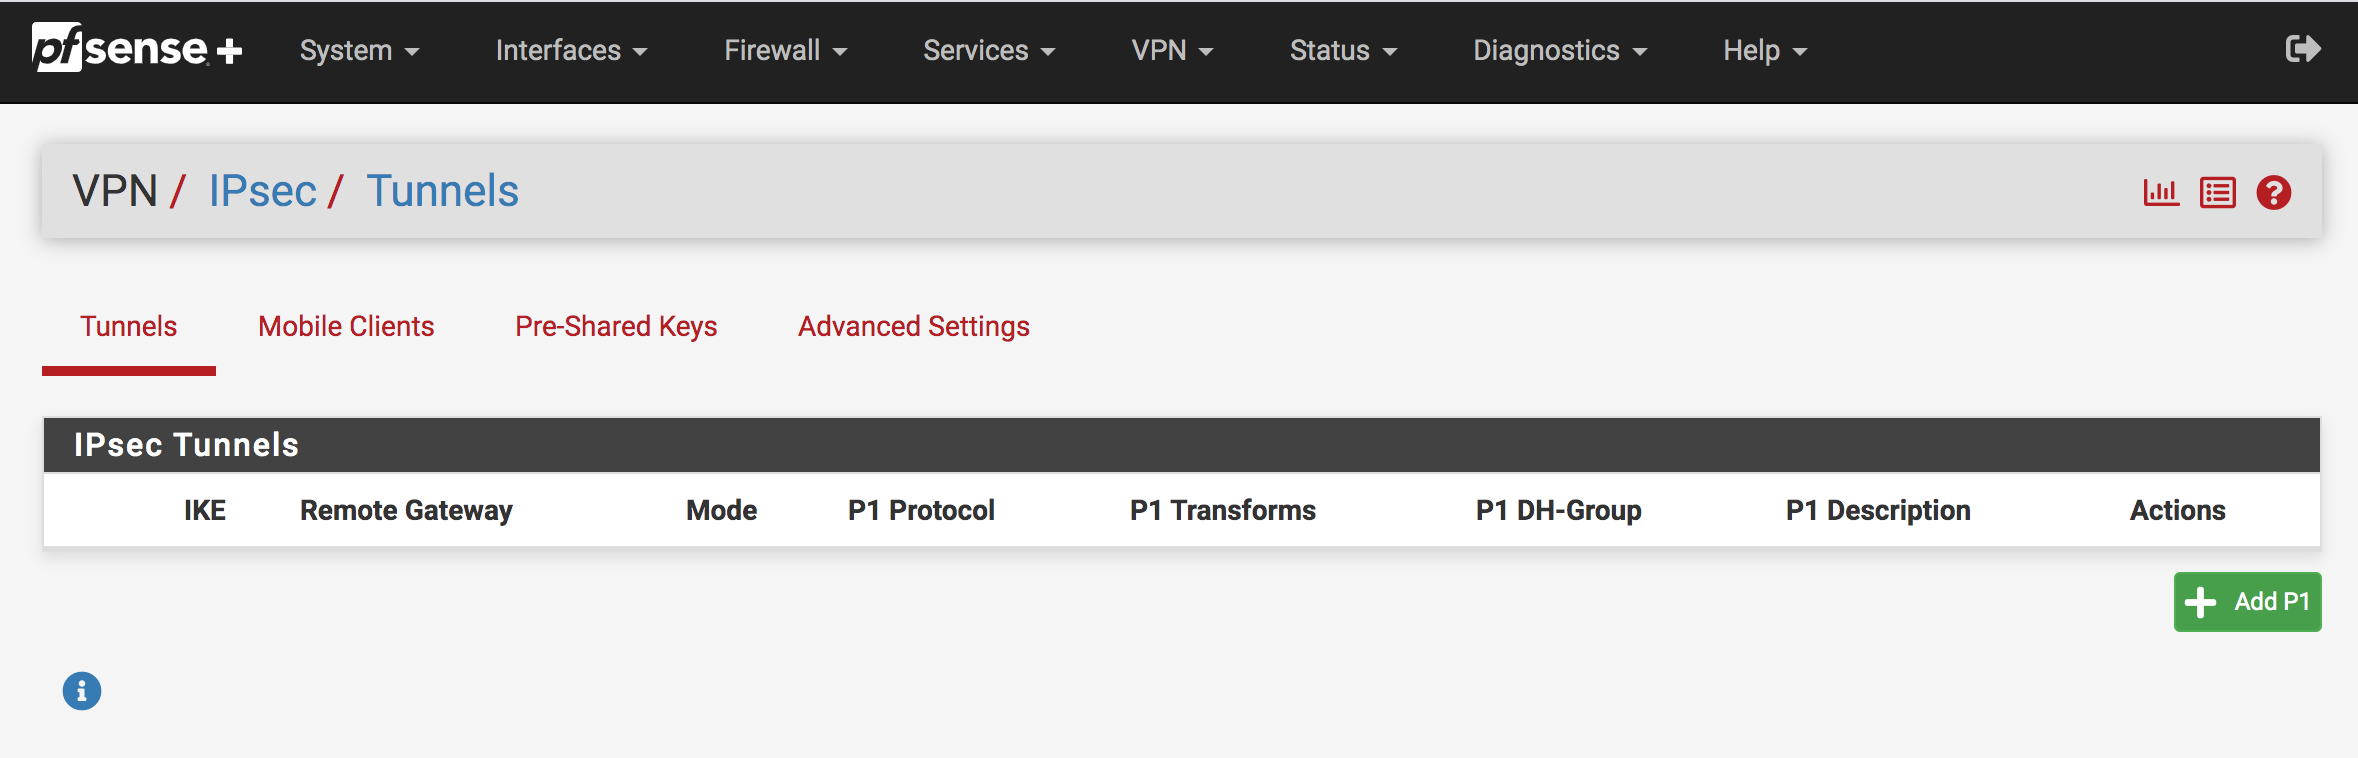 pfsense+ System Interfaces Firewall Services VPN Status Diagnostics Help
VPN / IPsec / Tunnels
Tunnels Mobile Clients Pre-Shared Keys Advanced Settings
IPsec Tunnels
IKE Remote Gateway Mode P1 Protocol P1 Transforms P1 DH-Group P1 Description Actions
Add P1